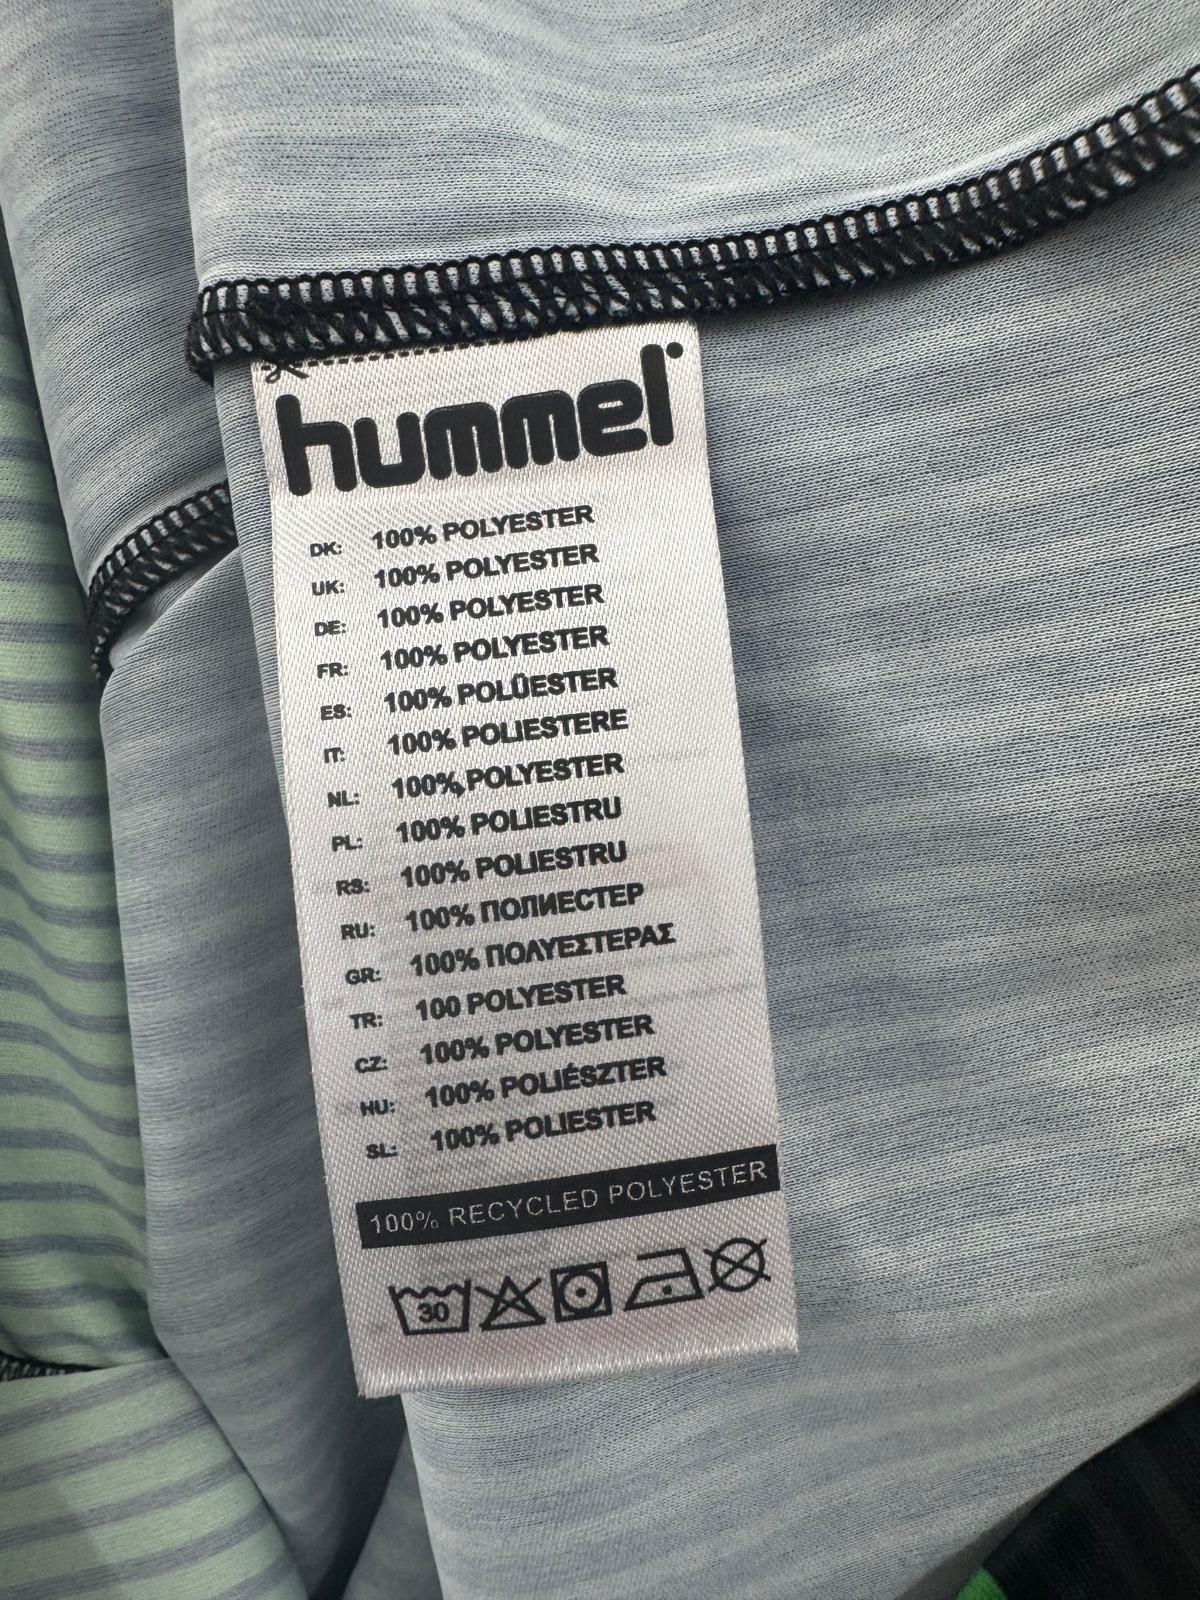 hummel
DK: 100% POLYESTER
UK: 100% POLYESTER
DE: 100% POLYESTER
FR: 100% POLYESTER
ES: 100% POLÜESTER
IT: 100% POLIESTERE
NL: 100% POLYESTER
PL: 100% POLIESTRU
RS: 100% POLIESTRU
RU: 100% ПОЛИЕСТЕР
GR: 100% ΠΟΛΥΕΣΤΕΡΑΣ
TR: 100 POLYESTER
CZ: 100% POLYESTER
HU: 100% POLIÉSZTER
SL: 100% POLIESTER
100% RECYCLED POLYESTER
30